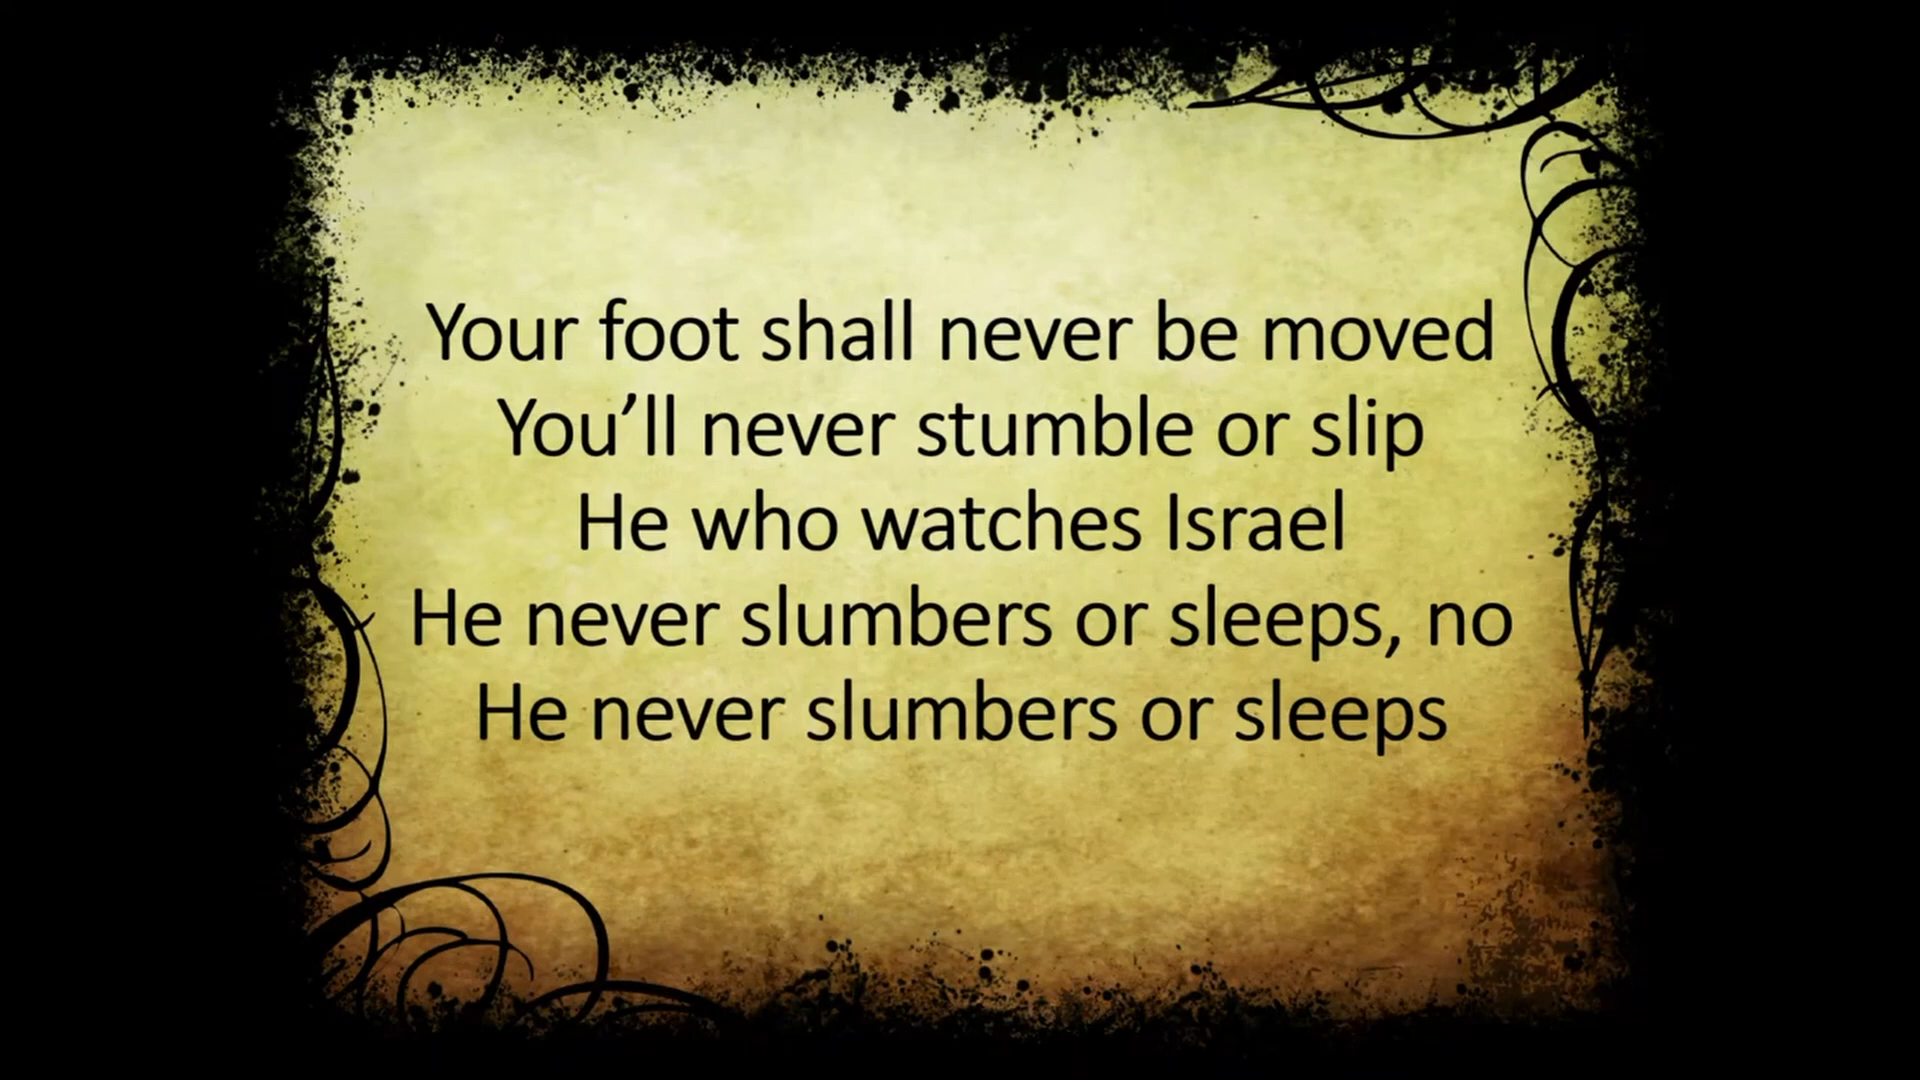 Your foot shall never be moved
You’ll never stumble or slip
He who watches Israel
He never slumbers or sleeps, no
He never slumbers or sleeps